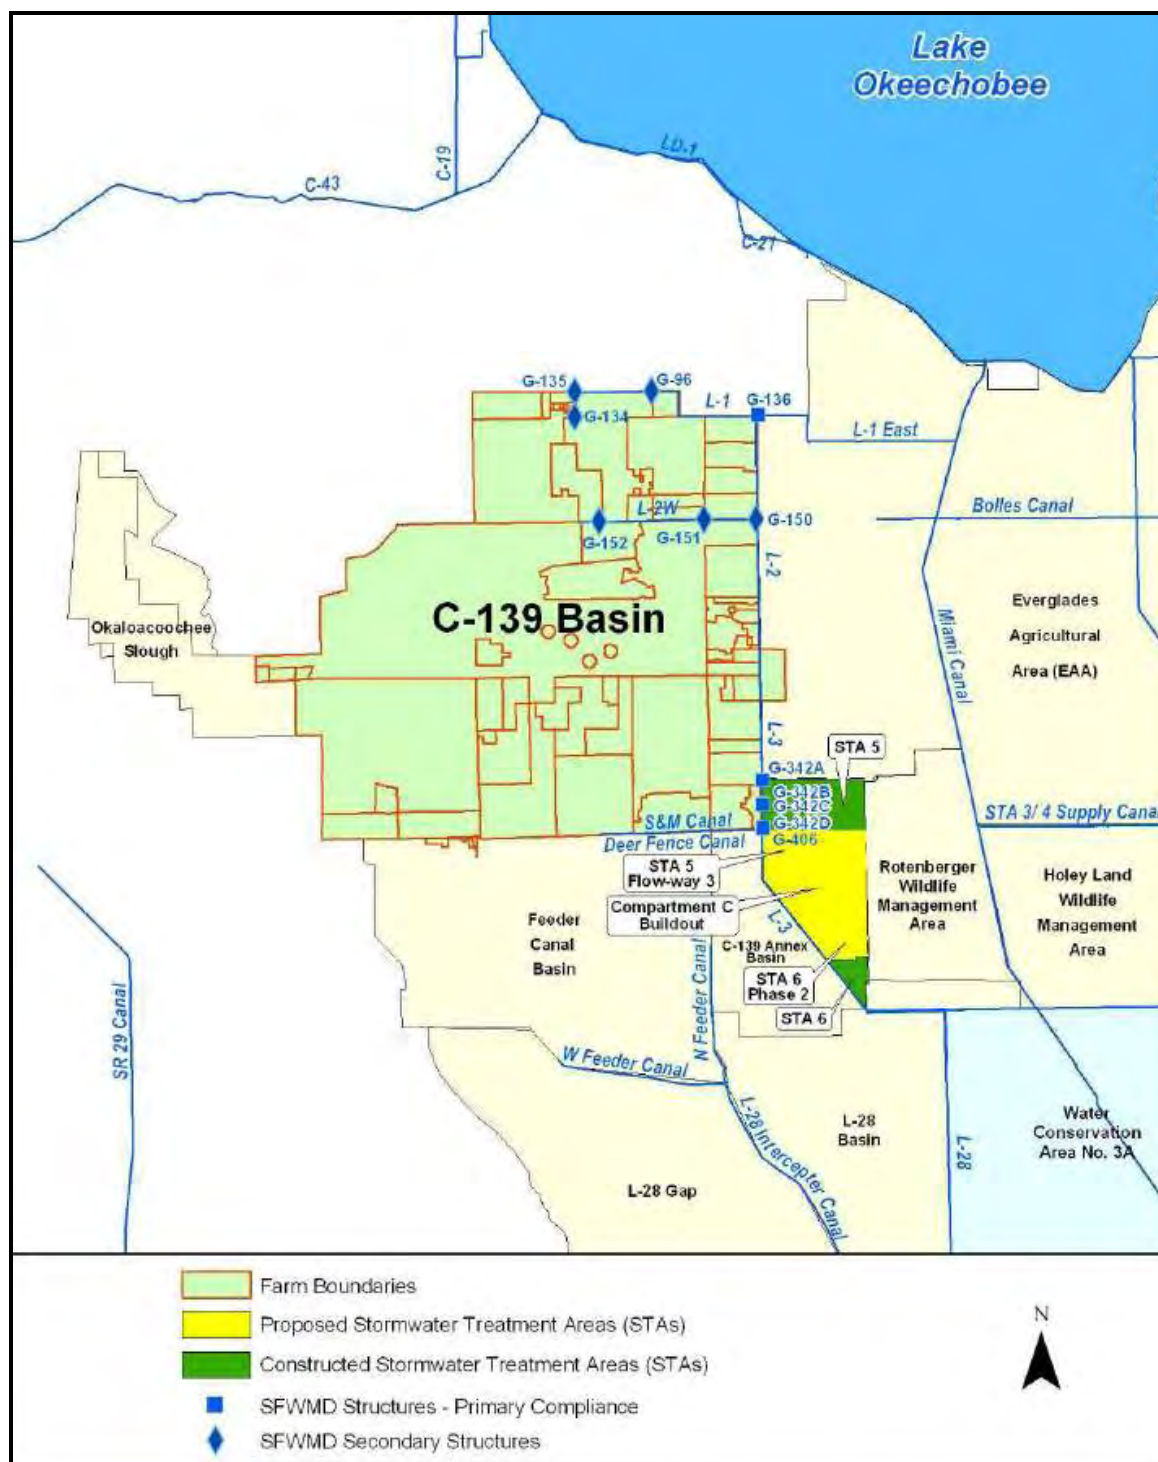 Lake
Okeechobee
C-19
LD-1
C-43
C-21
G-135
G-96
L-1
G-136
G-134
L-1 East
L-2W
G-150
Bolles Canal
G-152
G-151
L-2
C-139 Basin
Okaloacoochee
Slough
Everglades
Agricultural
Area (EAA)
Miami Canal
L-3
STA 5
G-342A
G-342B
G-342C
G-342D
G-406
S&M Canal
Deer Fence Canal
STA 3/ 4 Supply Canal
STA 5
Flow-way 3
Compartment C
Buildout
Rotenberger
Wildlife
Management
Area
Holey Land
Wildlife
Management
Area
Feeder
Canal
Basin
L-3
C-139 Annex
Basin
STA 6
Phase 2
STA 6
N Feeder Canal
SR 29 Canal
W Feeder Canal
L-28 Intercepter Canal
L-28
Basin
L-28
Water
Conservation
Area No. 3A
L-28 Gap
Farm Boundaries
Proposed Stormwater Treatment Areas (STAs)
Constructed Stormwater Treatment Areas (STAs)
SFWMD Structures - Primary Compliance
SFWMD Secondary Structures
N